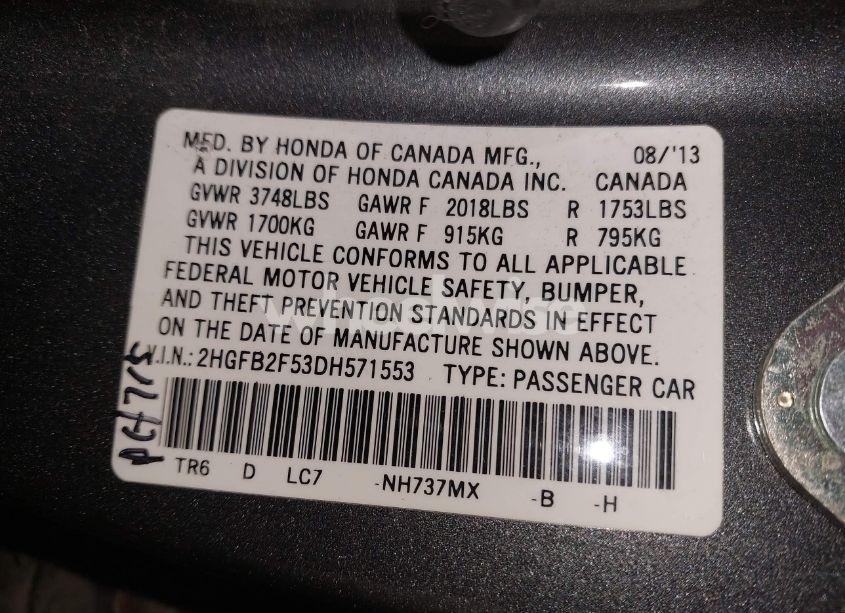 MFD. BY HONDA OF CANADA MFG., 08/'13
A DIVISION OF HONDA CANADA INC. CANADA
GVWR 3748LBS GAWR F 2018LBS R 1753LBS
GVWR 1700KG GAWR F 915KG R 795KG
THIS VEHICLE CONFORMS TO ALL APPLICABLE
FEDERAL MOTOR VEHICLE SAFETY, BUMPER,
AND THEFT PREVENTION STANDARDS IN EFFECT
ON THE DATE OF MANUFACTURE SHOWN ABOVE.
V.I.N.: 2HGFB2F53DH571553 TYPE: PASSENGER CAR
TR6 D LC7 -NH737MX -B -H